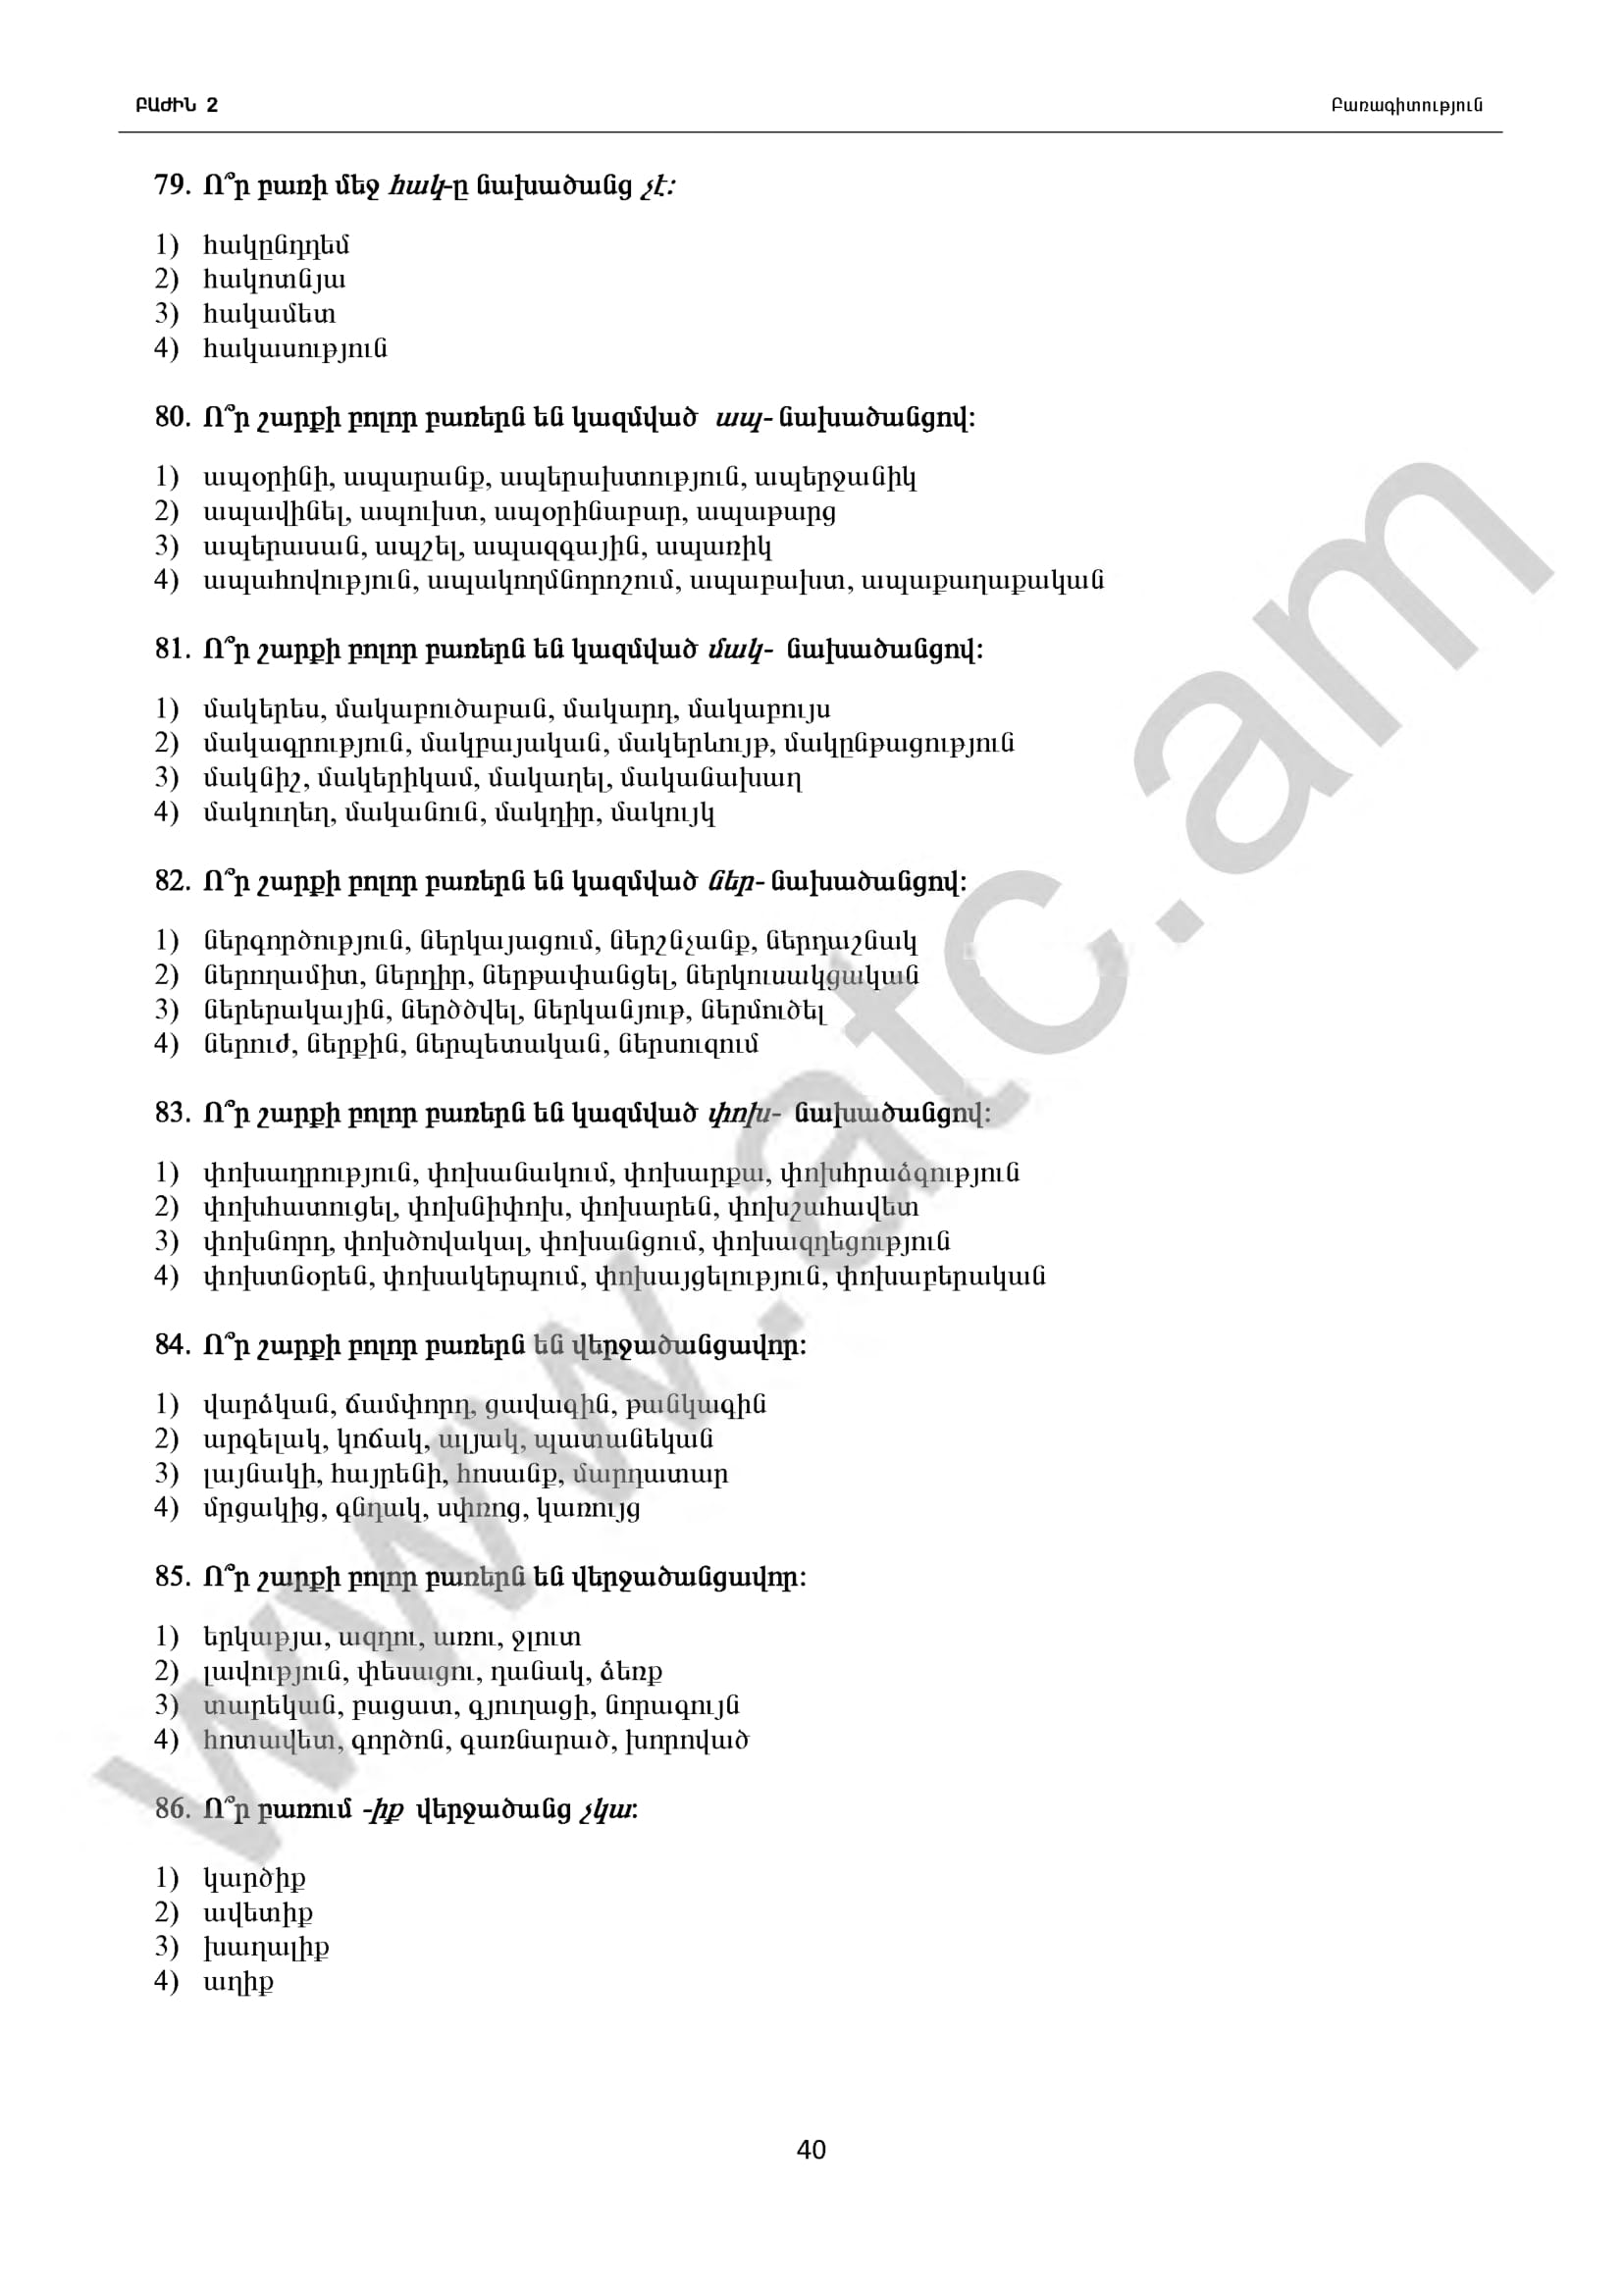 ԲԱԺԻՆ 2 Բառագիտություն
79. Ո՞ր բառի մեջ հակ-ը նախածանց չէ:
1) հակընդդեմ
2) հակոտնյա
3) հակամետ
4) հակասություն
80. Ո՞ր շարքի բոլոր բառերն են կազմված ապ- նախածանցով:
1) ապօրինի, ապարանք, ապերախտություն, ապերջանիկ
2) ապավինել, ապուխտ, ապօրինաբար, ապաթարց
3) ապերասան, ապշել, ապազգային, ապառիկ
4) ապահովություն, ապակողմնորոշում, ապաբախտ, ապաքաղաքական
81. Ո՞ր շարքի բոլոր բառերն են կազմված մակ- նախածանցով:
1) մակերես, մակաբուծաբան, մակարդ, մակաբույս
2) մակագրություն, մակբայական, մակերևույթ, մակընթացություն
3) մակնիշ, մակերիկամ, մակաղել, մականախաղ
4) մակուղեղ, մականուն, մակդիր, մակույկ
82. Ո՞ր շարքի բոլոր բառերն են կազմված ներ- նախածանցով:
1) ներգործություն, ներկայացում, ներշնչանք, ներդաշնակ
2) ներողամիտ, ներդիր, ներթափանցել, ներկուսակցական
3) ներերակային, ներծծվել, ներկանյութ, ներմուծել
4) ներուժ, ներքին, ներպետական, ներսուզում
83. Ո՞ր շարքի բոլոր բառերն են կազմված փոխ- նախածանցով:
1) փոխադրություն, փոխանակում, փոխարքա, փոխհրաձգություն
2) փոխհատուցել, փոխնիփոխ, փոխարեն, փոխշահավետ
3) փոխնորդ, փոխծովակալ, փոխանցում, փոխազդեցություն
4) փոխտնօրեն, փոխակերպում, փոխայցելություն, փոխաբերական
84. Ո՞ր շարքի բոլոր բառերն են վերջածանցավոր:
1) վարձկան, ճամփորդ, ցավագին, թանկագին
2) արգելակ, կոճակ, ալյակ, պատանեկան
3) լայնակի, հայրենի, հոսանք, մարդատար
4) մրցակից, գնդակ, սփռոց, կառույց
85. Ո՞ր շարքի բոլոր բառերն են վերջածանցավոր:
1) երկաթյա, ազդու, առու, ջլուտ
2) լավություն, փեսացու, դանակ, ձեռք
3) տարեկան, բացատ, գյուղացի, նորագույն
4) հոտավետ, գործոն, գառնարած, խորոված
86. Ո՞ր բառում -իք վերջածանց չկա:
1) կարծիք
2) ավետիք
3) խաղալիք
4) աղիք
40
www.atc.am